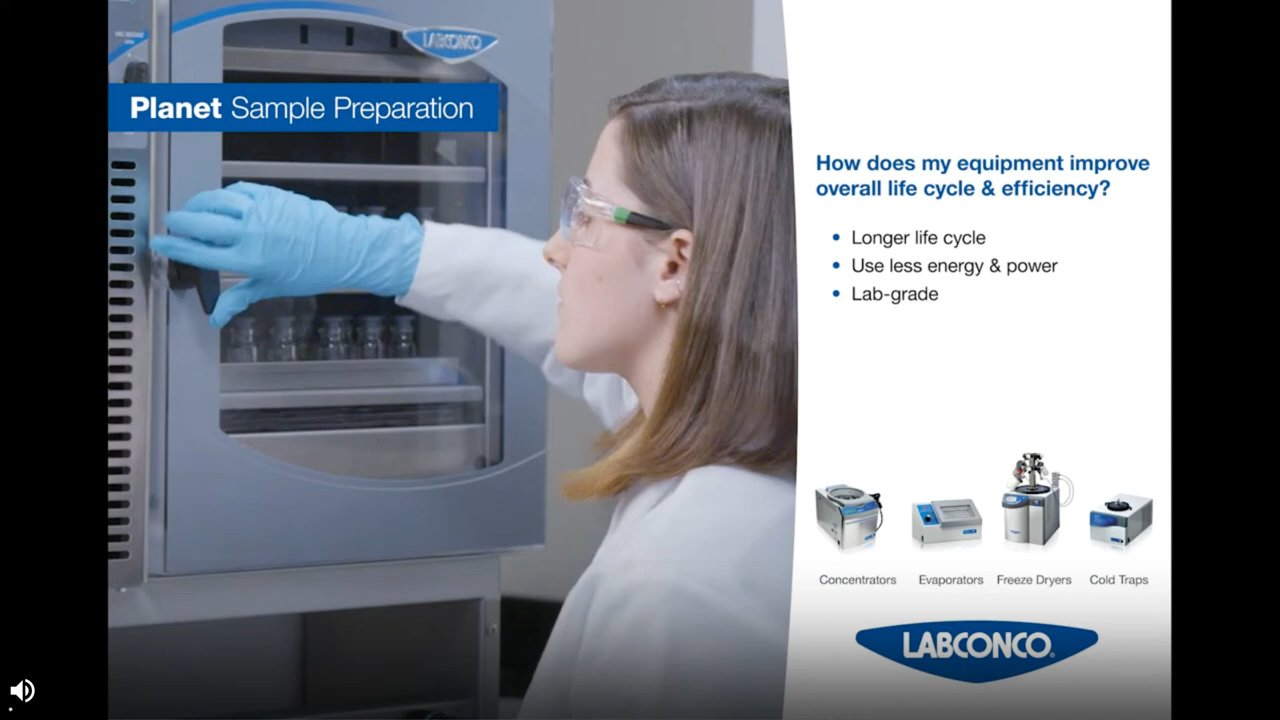 LABCONCO
Planet Sample Preparation
How does my equipment improve
overall life cycle & efficiency?
• Longer life cycle
• Use less energy & power
• Lab-grade
Concentrators Evaporators Freeze Dryers Cold Traps
LABCONCO®